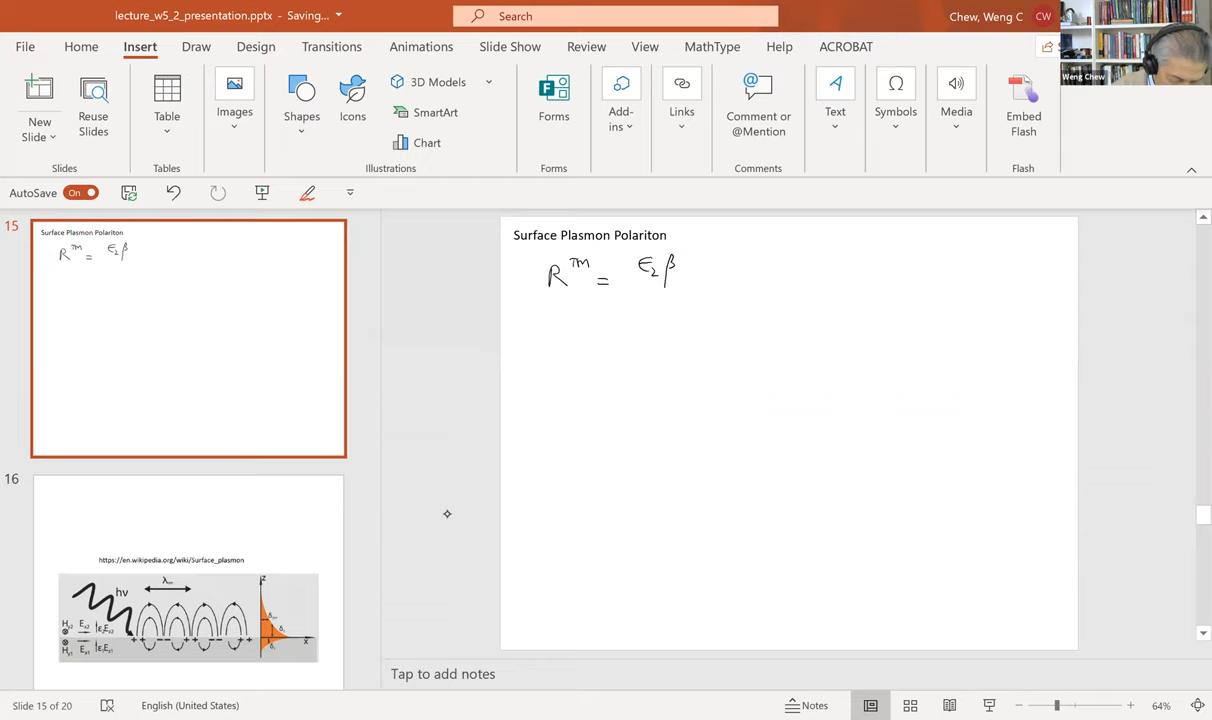 lecture_w5_2_presentation.pptx - Saving...
Search
Chew, Weng C
CW
Weng Chew
File Home Insert Draw Design Transitions Animations Slide Show Review View MathType Help ACROBAT
New Slide
Reuse Slides
Table
Images
Shapes
Icons
3D Models
SmartArt
Chart
Forms
Add-ins
Links
Comment or @Mention
Text
Symbols
Media
Embed Flash
Slides Tables Illustrations Forms Comments Flash
AutoSave On
15
Surface Plasmon Polariton
R^TM = ϵ₂β
16
https://en.wikipedia.org/wiki/Surface_plasmon
hν
z
x
Surface Plasmon Polariton
R^TM = ϵ₂β
Tap to add notes
Slide 15 of 20
English (United States)
Notes
64%